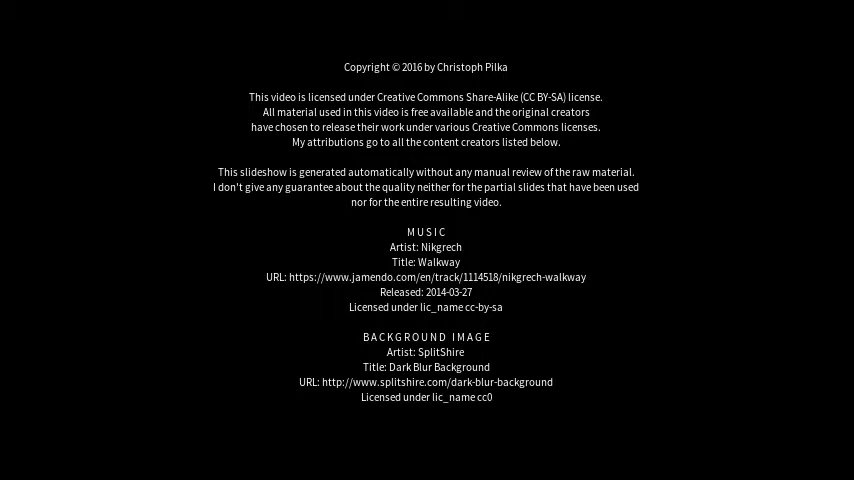 Copyright © 2016 by Christoph Pilka
This video is licensed under Creative Commons Share-Alike (CC BY-SA) license.
All material used in this video is free available and the original creators
have chosen to release their work under various Creative Commons licenses.
My attributions go to all the content creators listed below.
This slideshow is generated automatically without any manual review of the raw material.
I don't give any guarantee about the quality neither for the partial slides that have been used
nor for the entire resulting video.
MUSIC
Artist: Nikgrech
Title: Walkway
URL: https://www.jamendo.com/en/track/1114518/nikgrech-walkway
Released: 2014-03-27
Licensed under lic_name cc-by-sa
BACKGROUND IMAGE
Artist: SplitShire
Title: Dark Blur Background
URL: http://www.splitshire.com/dark-blur-background
Licensed under lic_name cc0